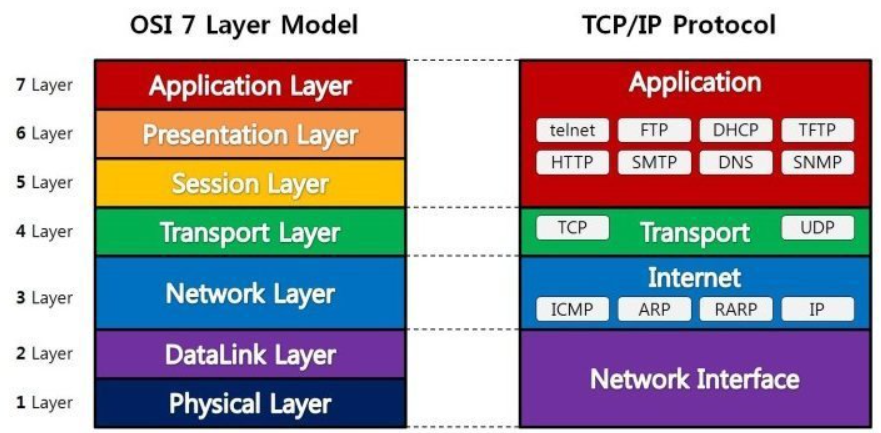 OSI 7 Layer Model
7 Layer Application Layer
6 Layer Presentation Layer
5 Layer Session Layer
4 Layer Transport Layer
3 Layer Network Layer
2 Layer DataLink Layer
1 Layer Physical Layer
TCP/IP Protocol
Application
telnet FTP DHCP TFTP
HTTP SMTP DNS SNMP
TCP Transport UDP
Internet
ICMP ARP RARP IP
Network Interface